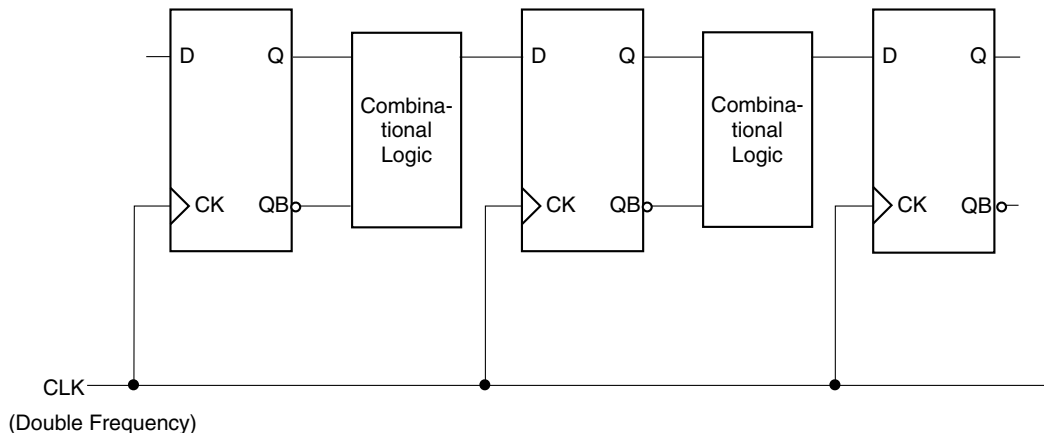 D Q D Q D Q
Combina-
tional
Logic
Combina-
tional
Logic
CK QB CK QB CK QB
CLK
(Double Frequency)